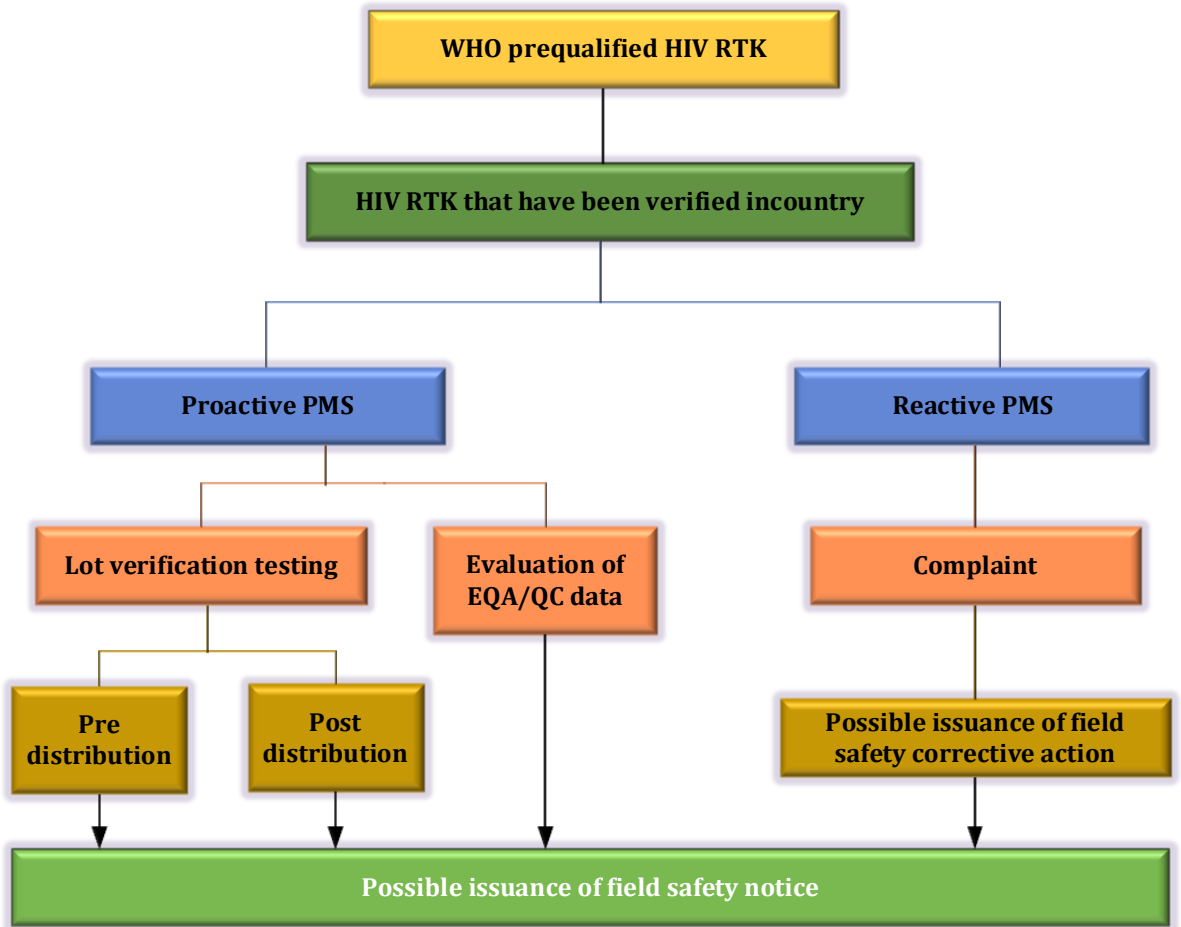 WHO prequalified HIV RTK
HIV RTK that have been verified incountry
Proactive PMS
Reactive PMS
Lot verification testing
Evaluation of
EQA/QC data
Complaint
Pre
distribution
Post
distribution
Possible issuance of field
safety corrective action
Possible issuance of field safety notice